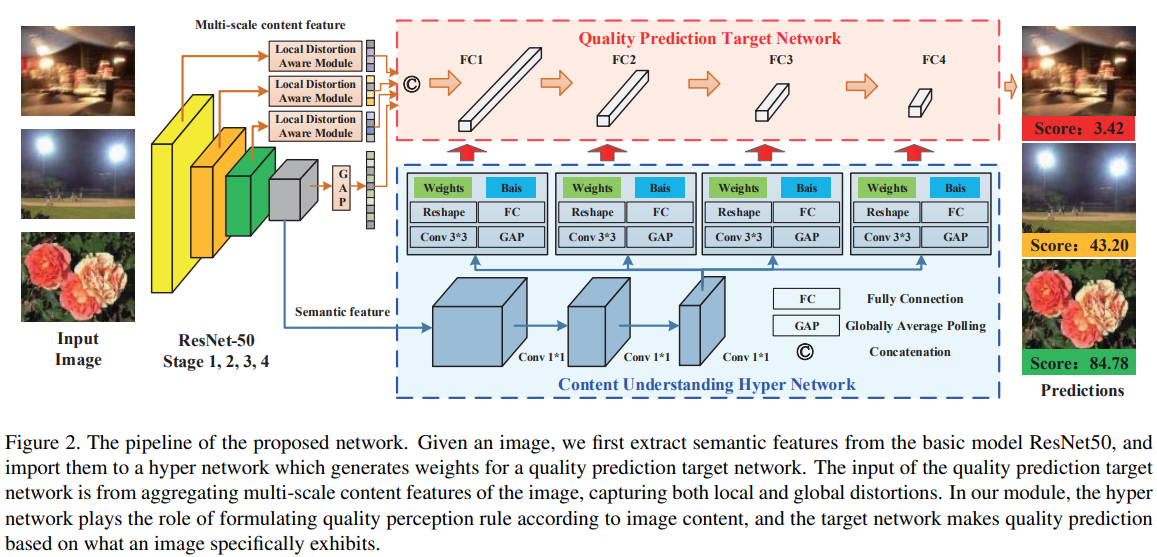 Multi-scale content feature
Local Distortion
Aware Module
Local Distortion
Aware Module
Local Distortion
Aware Module
G
A
P
Input
Image
ResNet-50
Stage 1, 2, 3, 4
Semantic feature
Quality Prediction Target Network
©
FC1
FC2
FC3
FC4
Weights Bais
Reshape FC
Conv 3*3 GAP
Weights Bais
Reshape FC
Conv 3*3 GAP
Weights Bais
Reshape FC
Conv 3*3 GAP
Weights Bais
Reshape FC
Conv 3*3 GAP
Conv 1*1
Conv 1*1
Conv 1*1
FC Fully Connection
GAP Globally Average Polling
© Concatenation
Content Understanding Hyper Network
Score：3.42
Score：43.20
Score：84.78
Predictions
Figure 2. The pipeline of the proposed network. Given an image, we first extract semantic features from the basic model ResNet50, and
import them to a hyper network which generates weights for a quality prediction target network. The input of the quality prediction target
network is from aggregating multi-scale content features of the image, capturing both local and global distortions. In our module, the hyper
network plays the role of formulating quality perception rule according to image content, and the target network makes quality prediction
based on what an image specifically exhibits.